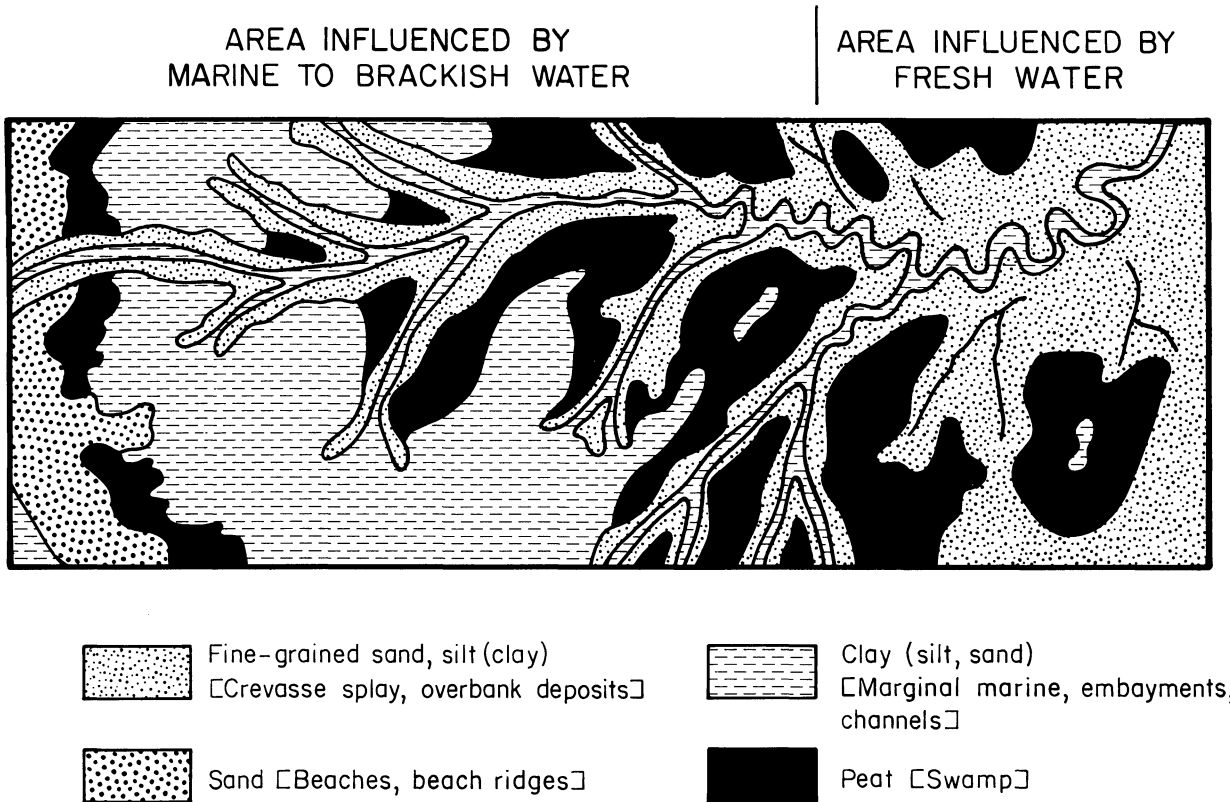 AREA INFLUENCED BY
MARINE TO BRACKISH WATER
AREA INFLUENCED BY
FRESH WATER
Fine-grained sand, silt (clay)
[Crevasse splay, overbank deposits]
Clay (silt, sand)
[Marginal marine, embayments,
channels]
Sand [Beaches, beach ridges]
Peat [Swamp]